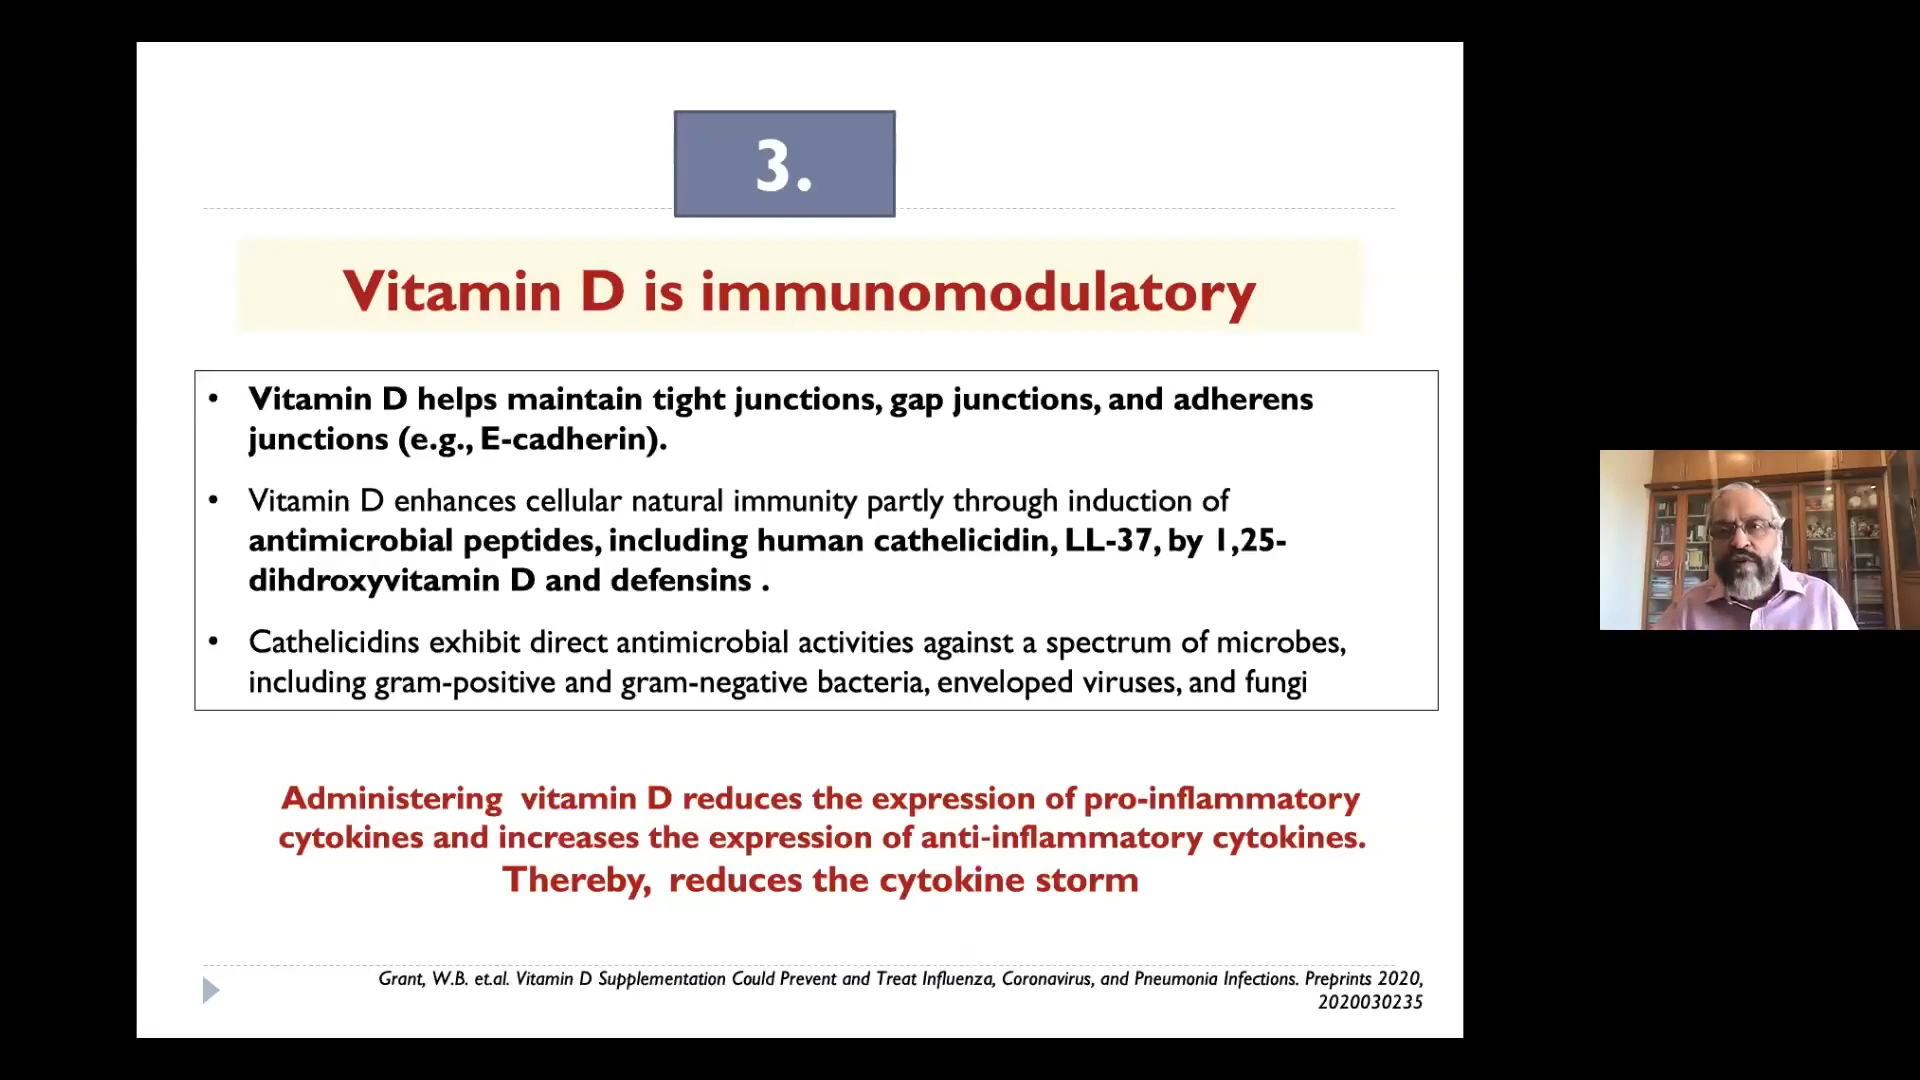 3.
Vitamin D is immunomodulatory
• Vitamin D helps maintain tight junctions, gap junctions, and adherens
junctions (e.g., E-cadherin).
• Vitamin D enhances cellular natural immunity partly through induction of
antimicrobial peptides, including human cathelicidin, LL-37, by 1,25-
dihdroxyvitamin D and defensins .
• Cathelicidins exhibit direct antimicrobial activities against a spectrum of microbes,
including gram-positive and gram-negative bacteria, enveloped viruses, and fungi
Administering vitamin D reduces the expression of pro-inflammatory
cytokines and increases the expression of anti-inflammatory cytokines.
Thereby, reduces the cytokine storm
Grant, W.B. et.al. Vitamin D Supplementation Could Prevent and Treat Influenza, Coronavirus, and Pneumonia Infections. Preprints 2020,
2020030235